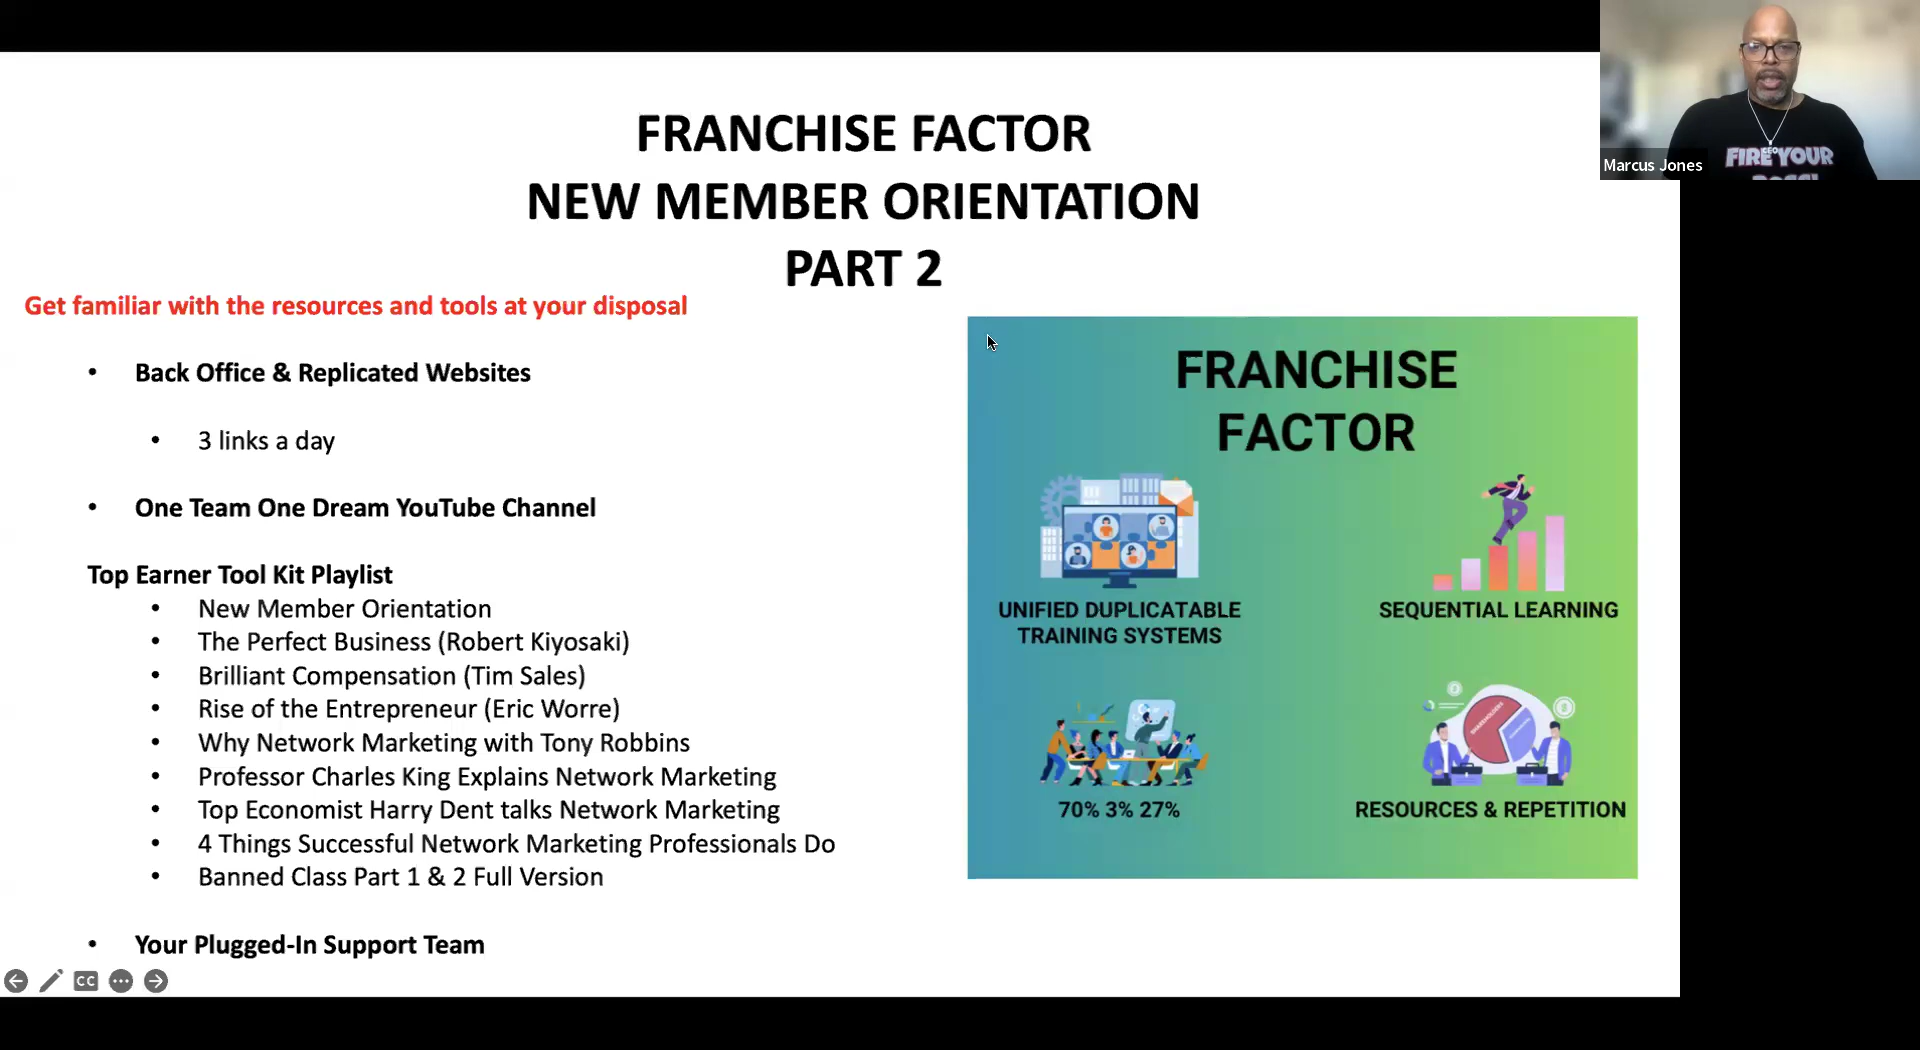 FRANCHISE FACTOR
NEW MEMBER ORIENTATION
PART 2
Get familiar with the resources and tools at your disposal
• Back Office & Replicated Websites
• 3 links a day
• One Team One Dream YouTube Channel
Top Earner Tool Kit Playlist
• New Member Orientation
• The Perfect Business (Robert Kiyosaki)
• Brilliant Compensation (Tim Sales)
• Rise of the Entrepreneur (Eric Worre)
• Why Network Marketing with Tony Robbins
• Professor Charles King Explains Network Marketing
• Top Economist Harry Dent talks Network Marketing
• 4 Things Successful Network Marketing Professionals Do
• Banned Class Part 1 & 2 Full Version
• Your Plugged-In Support Team
CC
FRANCHISE
FACTOR
UNIFIED DUPLICATABLE
TRAINING SYSTEMS
SEQUENTIAL LEARNING
70% 3% 27%
SHAREHOLDERS
RESOURCES & REPETITION
Marcus Jones
CEO
FIRE YOUR